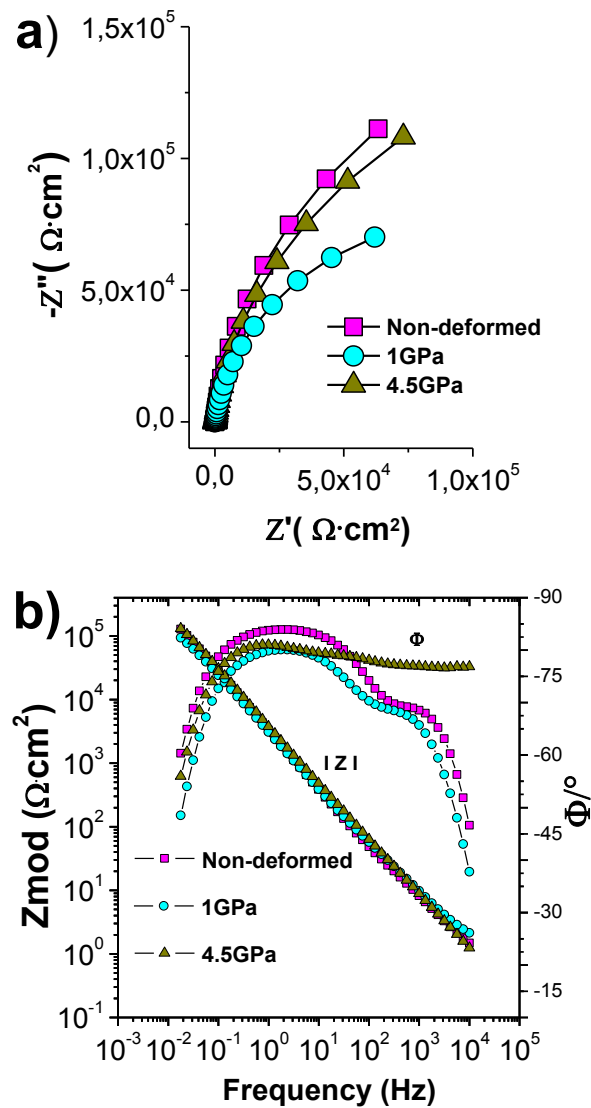 a)
1,5x10⁵
1,0x10⁵
5,0x10⁴
0,0
-Z''( Ω·cm²)
Non-deformed
1GPa
4.5GPa
0,0 5,0x10⁴ 1,0x10⁵
Z'( Ω·cm²)
b)
10⁵
10⁴
10³
10²
10¹
10⁰
10⁻¹
Zmod (Ω·cm²)
Φ
I Z I
Non-deformed
1GPa
4.5GPa
-90
-75
-60
-45
-30
-15
Φ/°
10⁻³ 10⁻² 10⁻¹ 10⁰ 10¹ 10² 10³ 10⁴ 10⁵
Frequency (Hz)